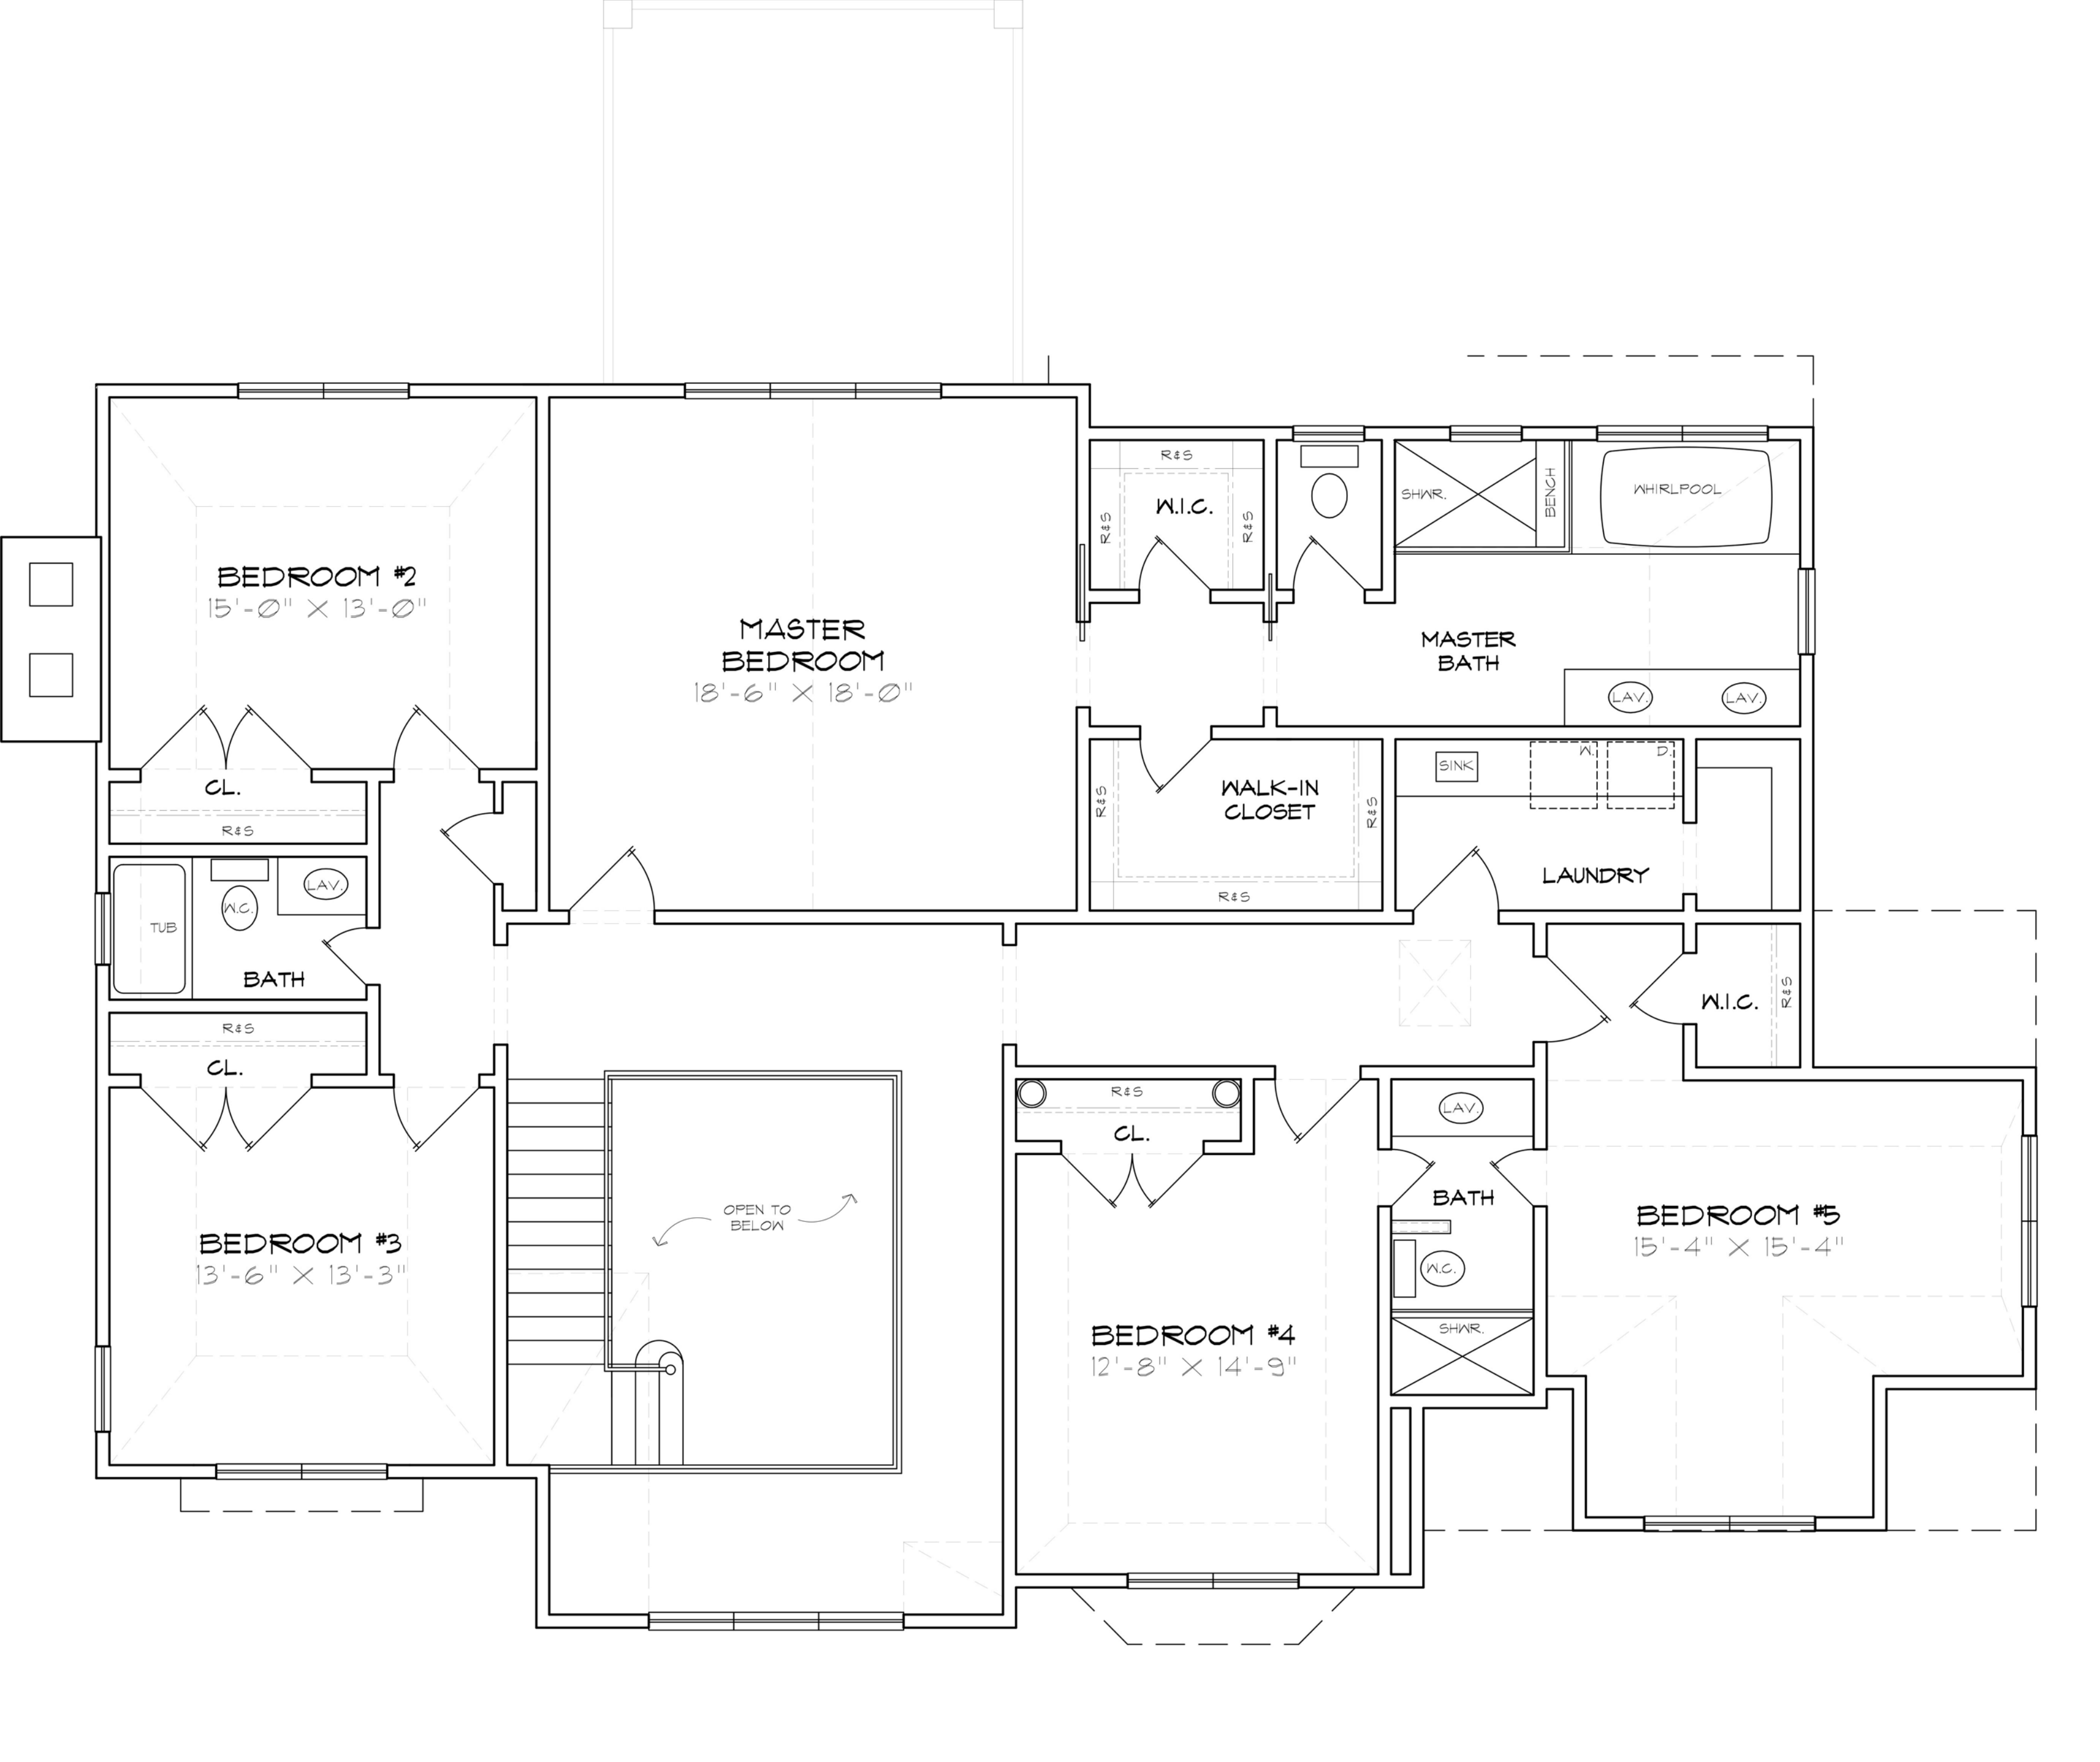 R&S
R&S
W.I.C.
R&S
SHWR.
BENCH
WHIRLPOOL
BEDROOM #2
15'-0" X 13'-0"
MASTER
BEDROOM
18'-6" X 18'-0"
MASTER
BATH
LAV.
LAV.
CL.
R&S
R&S
WALK-IN
CLOSET
R&S
R&S
SINK
W.
D.
LAUNDRY
TUB
W.C.
LAV.
BATH
R&S
CL.
W.I.C.
R&S
R&S
CL.
LAV.
BATH
W.C.
SHWR.
OPEN TO
BELOW
BEDROOM #3
13'-6" X 13'-3"
BEDROOM #4
12'-8" X 14'-9"
BEDROOM #5
15'-4" X 15'-4"